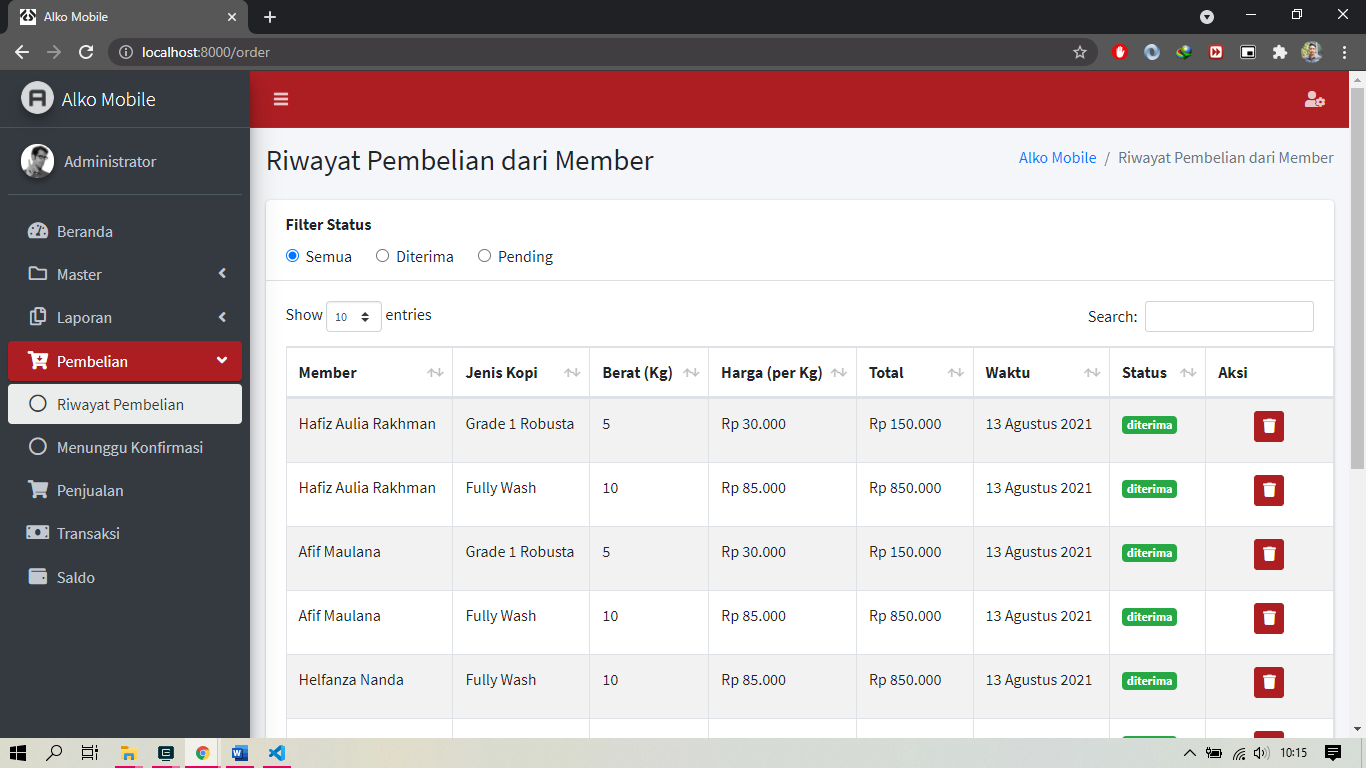 Alko Mobile
localhost:8000/order
Alko Mobile
Administrator
Beranda
Master
Laporan
Pembelian
Riwayat Pembelian
Menunggu Konfirmasi
Penjualan
Transaksi
Saldo
Riwayat Pembelian dari Member
Alko Mobile / Riwayat Pembelian dari Member
Filter Status
Semua Diterima Pending
Show 10 entries Search:
Member Jenis Kopi Berat (Kg) Harga (per Kg) Total Waktu Status Aksi
Hafiz Aulia Rakhman Grade 1 Robusta 5 Rp 30.000 Rp 150.000 13 Agustus 2021 diterima
Hafiz Aulia Rakhman Fully Wash 10 Rp 85.000 Rp 850.000 13 Agustus 2021 diterima
Afif Maulana Grade 1 Robusta 5 Rp 30.000 Rp 150.000 13 Agustus 2021 diterima
Afif Maulana Fully Wash 10 Rp 85.000 Rp 850.000 13 Agustus 2021 diterima
Helfanza Nanda Fully Wash 10 Rp 85.000 Rp 850.000 13 Agustus 2021 diterima
10:15